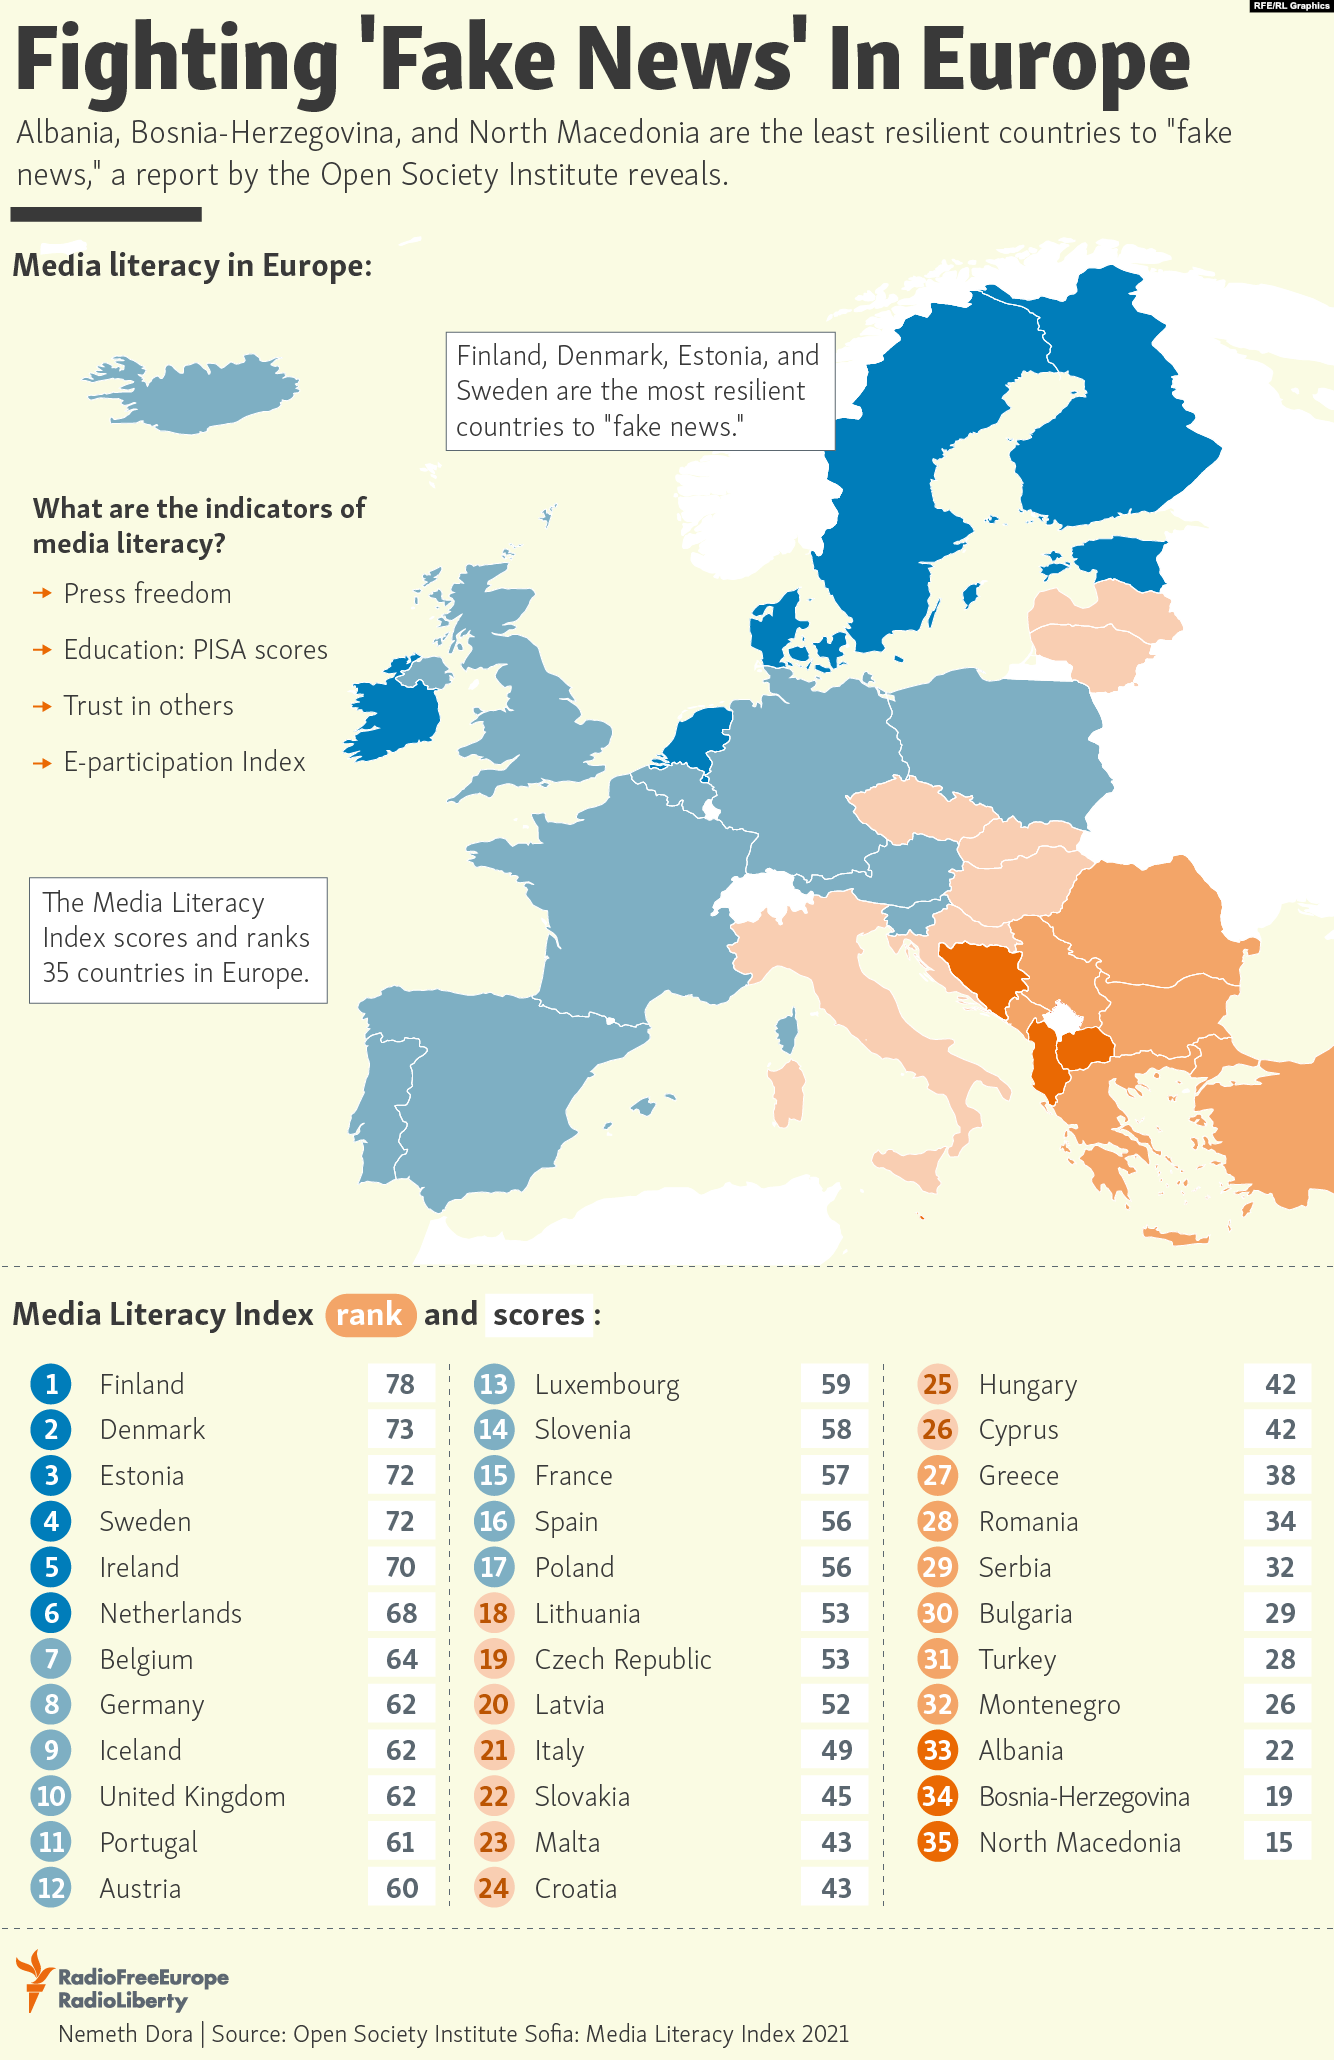 RFE/RL Graphics
Fighting 'Fake News' In Europe
Albania, Bosnia-Herzegovina, and North Macedonia are the least resilient countries to "fake
news," a report by the Open Society Institute reveals.
Media literacy in Europe:
Finland, Denmark, Estonia, and
Sweden are the most resilient
countries to "fake news."
What are the indicators of
media literacy?
Press freedom
Education: PISA scores
Trust in others
E-participation Index
The Media Literacy
Index scores and ranks
35 countries in Europe.
Media Literacy Index rank and scores:
1 Finland 78
2 Denmark 73
3 Estonia 72
4 Sweden 72
5 Ireland 70
6 Netherlands 68
7 Belgium 64
8 Germany 62
9 Iceland 62
10 United Kingdom 62
11 Portugal 61
12 Austria 60
13 Luxembourg 59
14 Slovenia 58
15 France 57
16 Spain 56
17 Poland 56
18 Lithuania 53
19 Czech Republic 53
20 Latvia 52
21 Italy 49
22 Slovakia 45
23 Malta 43
24 Croatia 43
25 Hungary 42
26 Cyprus 42
27 Greece 38
28 Romania 34
29 Serbia 32
30 Bulgaria 29
31 Turkey 28
32 Montenegro 26
33 Albania 22
34 Bosnia-Herzegovina 19
35 North Macedonia 15
RadioFreeEurope
RadioLiberty
Nemeth Dora | Source: Open Society Institute Sofia: Media Literacy Index 2021